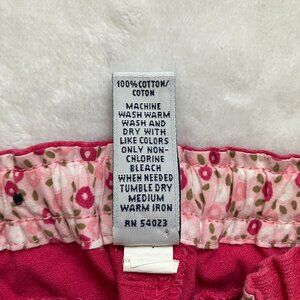 100% COTTON/
COTON
MACHINE
WASH WARM
WASH AND
DRY WITH
LIKE COLORS
ONLY NON-
CHLORINE
BLEACH
WHEN NEEDED
TUMBLE DRY
MEDIUM
WARM IRON
RN 54023